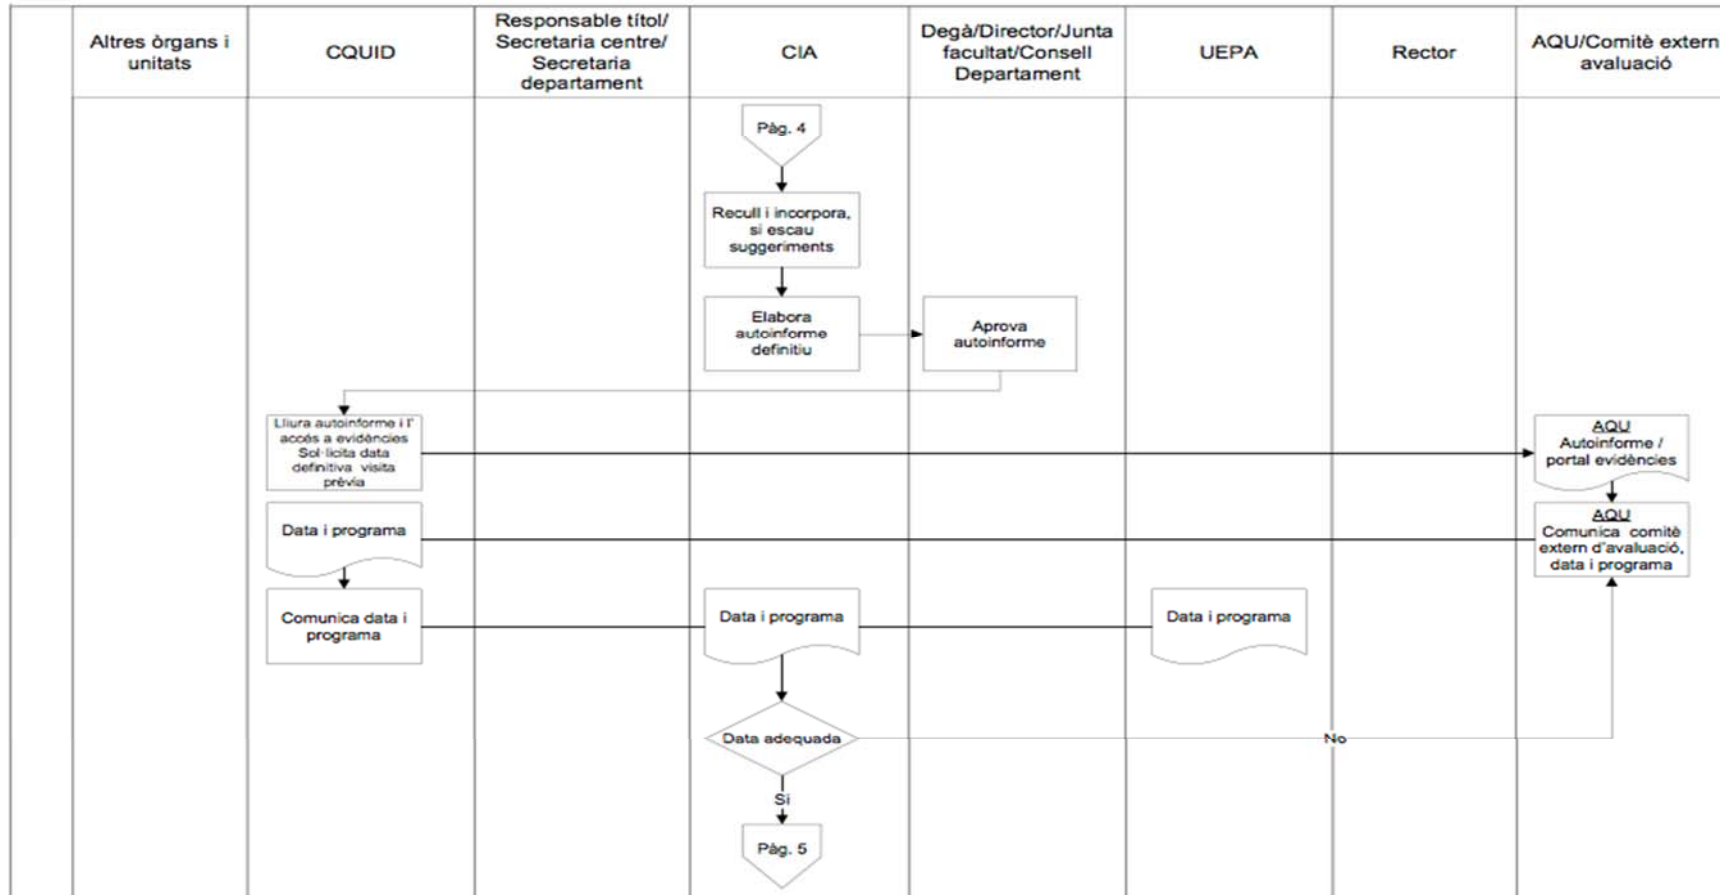 Altres òrgans i
unitats
CQUID
Responsable títol/
Secretaria centre/
Secretaria
departament
CIA
Degà/Director/Junta
facultat/Consell
Departament
UEPA
Rector
AQU/Comitè extern
avaluació
Pàg. 4
Recull i incorpora,
si escau
suggeriments
Elabora
autoinforme
definitiu
Aprova
autoinforme
Lliura autoinforme i l'
accés a evidències
Sol·licita data
definitiva visita
prèvia
AQU
Autoinforme /
portal evidències
Data i programa
AQU
Comunica comitè
extern d'avaluació,
data i programa
Comunica data i
programa
Data i programa
Data i programa
Data adequada
No
Si
Pàg. 5